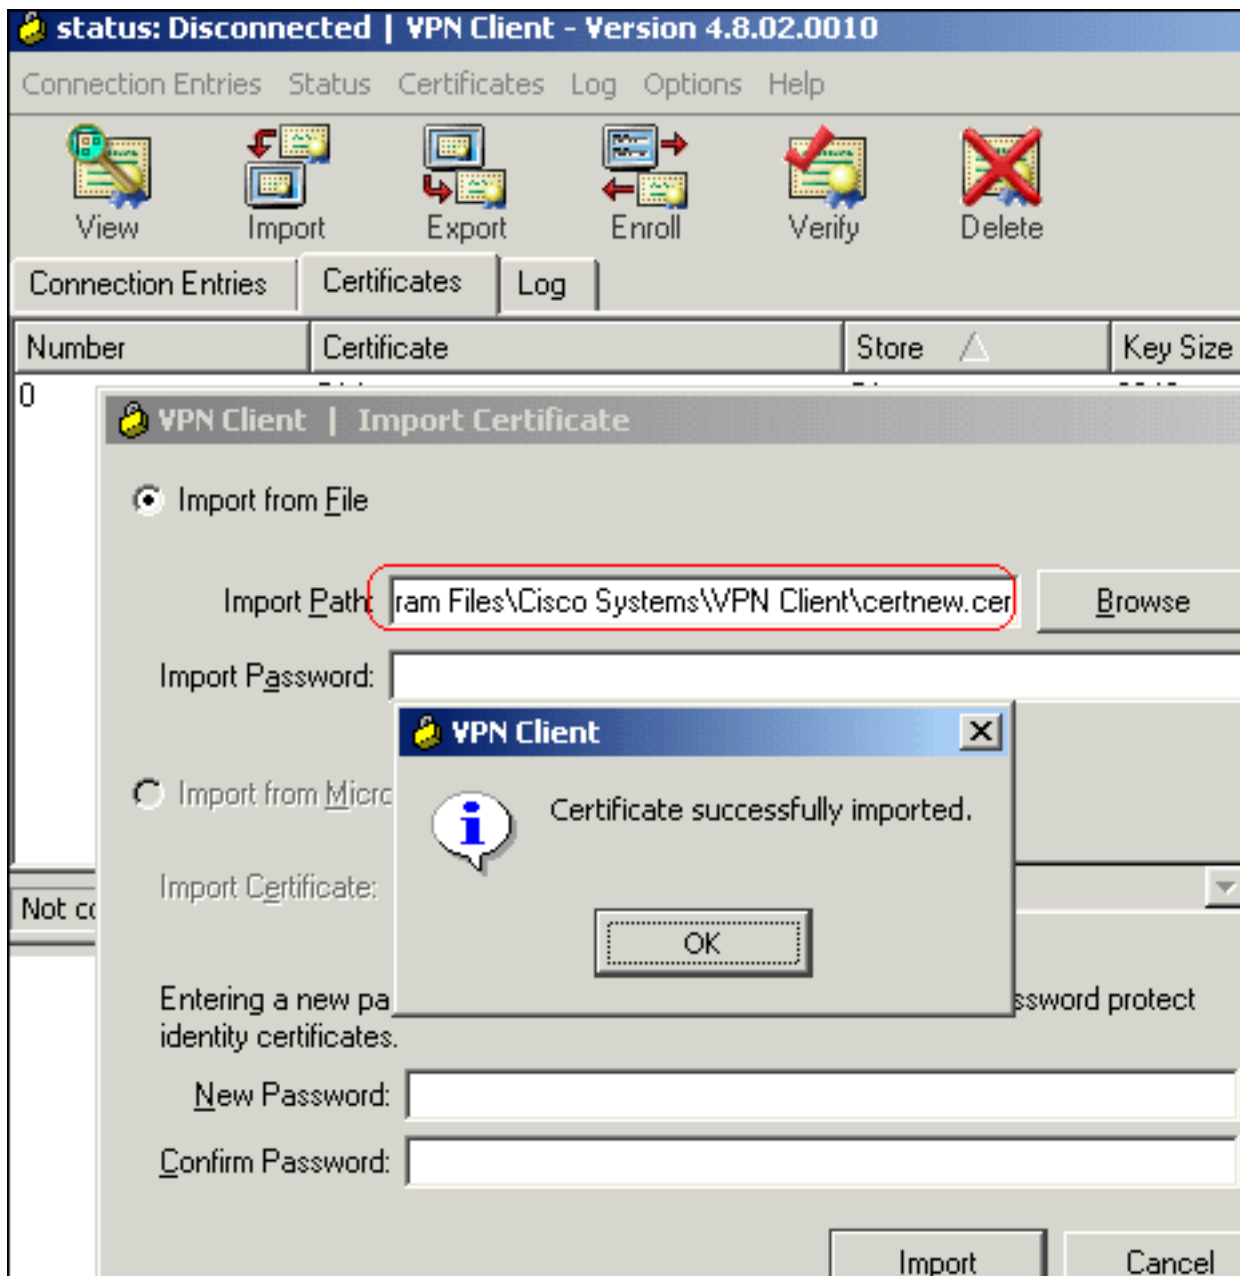 status: Disconnected | VPN Client - Version 4.8.02.0010
Connection Entries Status Certificates Log Options Help
View Import Export Enroll Verify Delete
Connection Entries Certificates Log
Number Certificate Store Key Size
0
VPN Client | Import Certificate
Import from File
Import Path: ram Files\Cisco Systems\VPN Client\certnew.cer Browse
Import Password:
VPN Client
Import from
Certificate successfully imported.
Import Certificate:
Not
OK
Entering a new
protect
identity certificates.
New Password:
Confirm Password:
Import Cancel